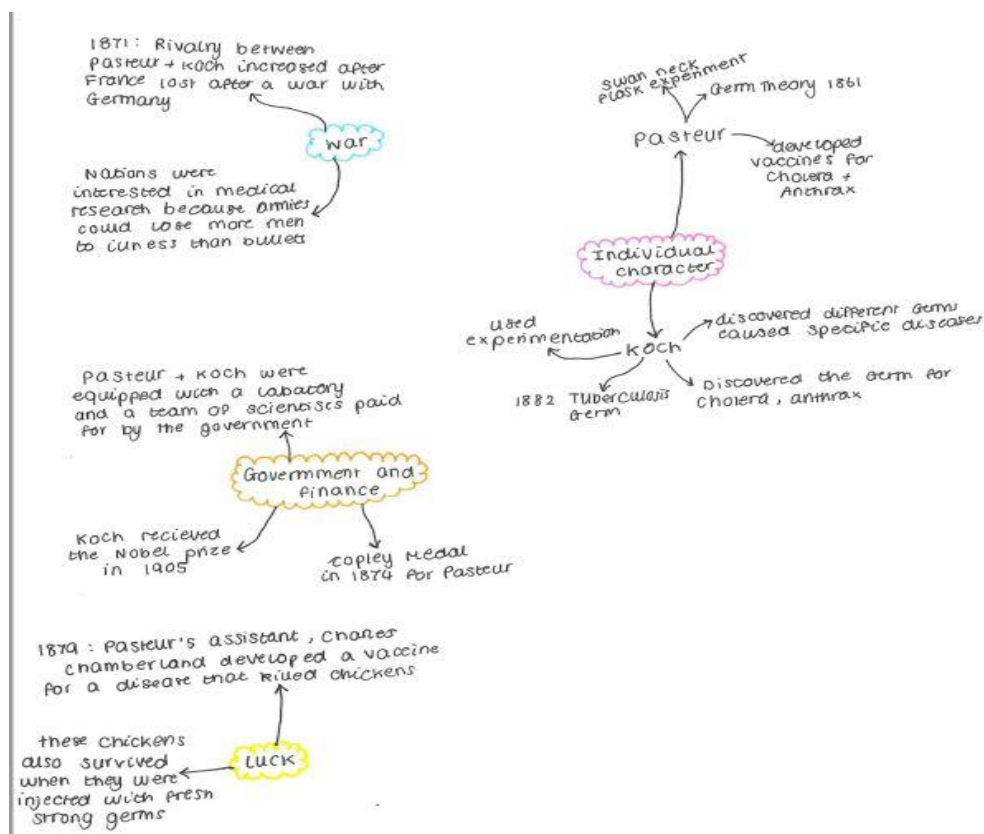 1871: Rivalry between
Pasteur + Koch increased after
France lost after a war with
Germany
war
Nations were
interested in medical
research because armies
could lose more men
to illness than bullets
swan neck
flask experiment
Germ Theory 1861
Pasteur
developed
vaccines for
Cholera +
Anthrax
Individual
character
used
experimentation
Koch
discovered different Germs
caused specific diseases
1882 Tuberculosis
Germ
Discovered the Germ for
Cholera, anthrax
Pasteur + Koch were
equipped with a labatory
and a team of scientises paid
for by the government
Government and
finance
Koch recieved
the Nobel prize
in 1905
Copley Medal
in 1874 for Pasteur
1879: Pasteur's assistant, Charles
chamberland developed a vaccine
for a disease that killed chickens
Luck
these chickens
also survived
when they were
injected with fresh
strong germs